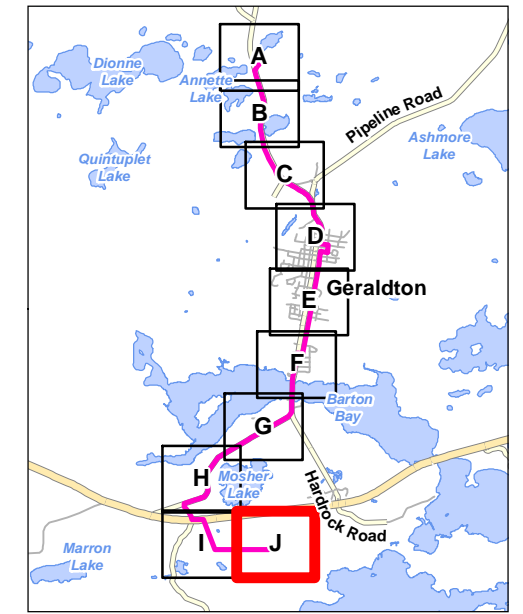 A
Dionne
Lake
Annette
Lake
B
Pipeline Road
Ashmore
Lake
Quintuplet
Lake
C
D
E
Geraldton
F
Barton
Bay
G
H
Mosher
Lake
Hardrock Road
I
J
Marron
Lake